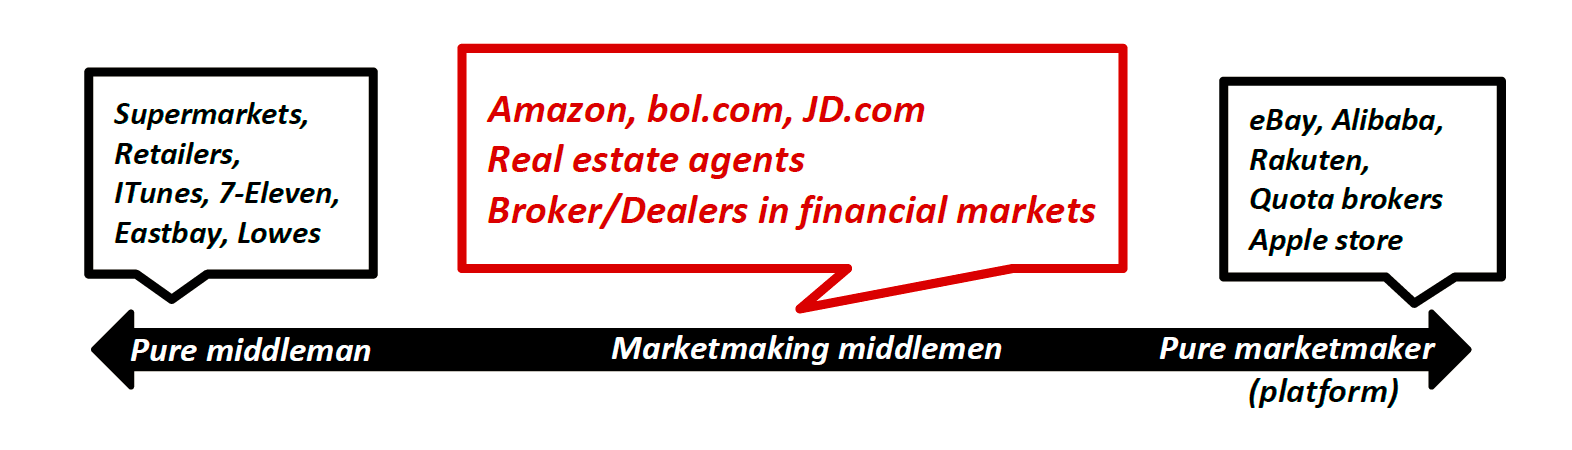 Supermarkets,
Retailers,
ITunes, 7-Eleven,
Eastbay, Lowes
Amazon, bol.com, JD.com
Real estate agents
Broker/Dealers in financial markets
eBay, Alibaba,
Rakuten,
Quota brokers
Apple store
Pure middleman
Marketmaking middlemen
Pure marketmaker
(platform)